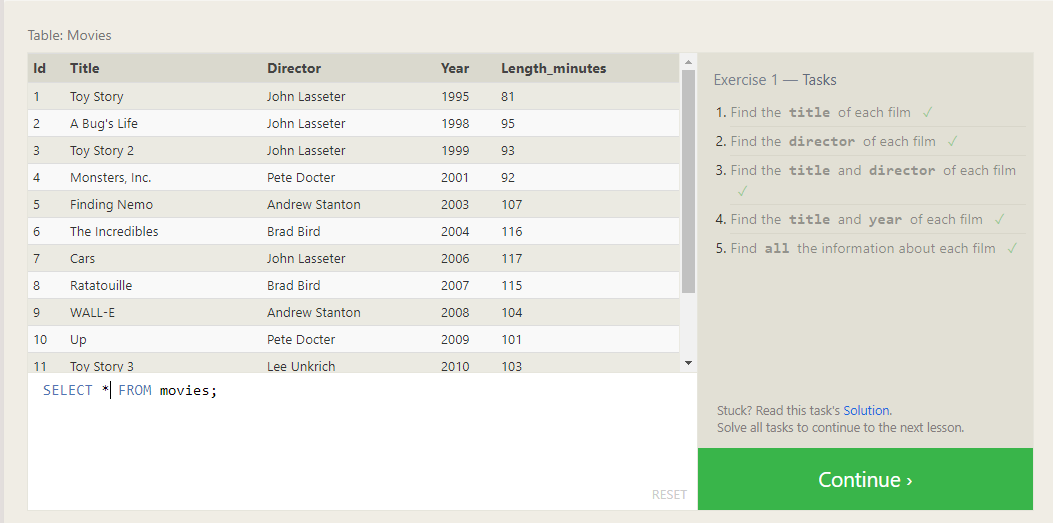 Table: Movies
Id Title Director Year Length_minutes
1 Toy Story John Lasseter 1995 81
2 A Bug's Life John Lasseter 1998 95
3 Toy Story 2 John Lasseter 1999 93
4 Monsters, Inc. Pete Docter 2001 92
5 Finding Nemo Andrew Stanton 2003 107
6 The Incredibles Brad Bird 2004 116
7 Cars John Lasseter 2006 117
8 Ratatouille Brad Bird 2007 115
9 WALL-E Andrew Stanton 2008 104
10 Up Pete Docter 2009 101
11 Toy Story 3 Lee Unkrich 2010 103
SELECT * FROM movies;
RESET
Exercise 1 — Tasks
1. Find the title of each film ✓
2. Find the director of each film ✓
3. Find the title and director of each film
✓
4. Find the title and year of each film ✓
5. Find all the information about each film ✓
Stuck? Read this task's Solution.
Solve all tasks to continue to the next lesson.
Continue ›